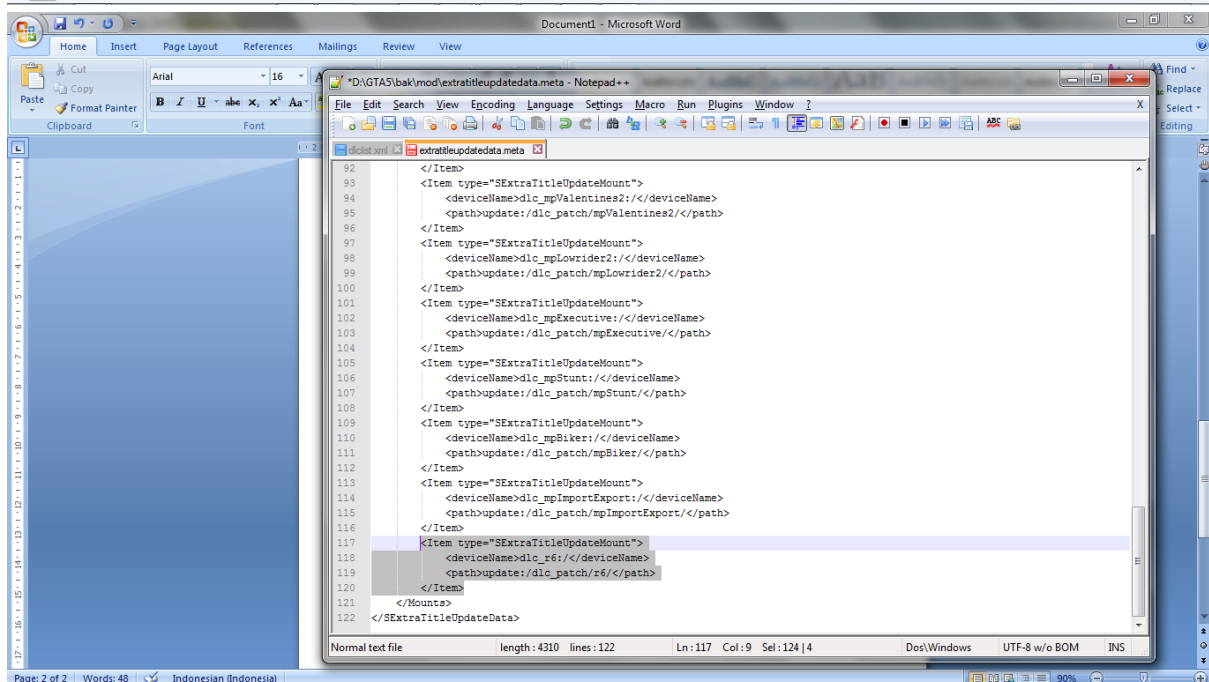 Document1 - Microsoft Word
Home Insert Page Layout References Mailings Review View
Cut
Copy
Paste
Format Painter
Clipboard
Arial 16
B I U abc x, x² Aa
Font
Find
Replace
Select
Editing
*D:\GTA5\bak\mod\extratitleupdatedata.meta - Notepad++
File Edit Search View Encoding Language Settings Macro Run Plugins Window ? X
dlclist.xml extratitleupdatedata.meta
92 </Item>
93 <Item type="SExtraTitleUpdateMount">
94 <deviceName>dlc_mpValentines2:/</deviceName>
95 <path>update:/dlc_patch/mpValentines2/</path>
96 </Item>
97 <Item type="SExtraTitleUpdateMount">
98 <deviceName>dlc_mpLowrider2:/</deviceName>
99 <path>update:/dlc_patch/mpLowrider2/</path>
100 </Item>
101 <Item type="SExtraTitleUpdateMount">
102 <deviceName>dlc_mpExecutive:/</deviceName>
103 <path>update:/dlc_patch/mpExecutive/</path>
104 </Item>
105 <Item type="SExtraTitleUpdateMount">
106 <deviceName>dlc_mpStunt:/</deviceName>
107 <path>update:/dlc_patch/mpStunt/</path>
108 </Item>
109 <Item type="SExtraTitleUpdateMount">
110 <deviceName>dlc_mpBiker:/</deviceName>
111 <path>update:/dlc_patch/mpBiker/</path>
112 </Item>
113 <Item type="SExtraTitleUpdateMount">
114 <deviceName>dlc_mpImportExport:/</deviceName>
115 <path>update:/dlc_patch/mpImportExport/</path>
116 </Item>
117 <Item type="SExtraTitleUpdateMount">
118 <deviceName>dlc_r6:/</deviceName>
119 <path>update:/dlc_patch/r6/</path>
120 </Item>
121 </Mounts>
122 </SExtraTitleUpdateData>
Normal text file length : 4310 lines : 122 Ln : 117 Col : 9 Sel : 124 | 4 Dos\Windows UTF-8 w/o BOM INS
Page: 2 of 2 Words: 48 Indonesian (Indonesia) 90%